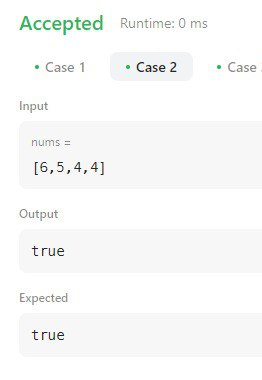 Accepted Runtime: 0 ms
• Case 1 • Case 2 • Case
Input
nums =
[6,5,4,4]
Output
true
Expected
true